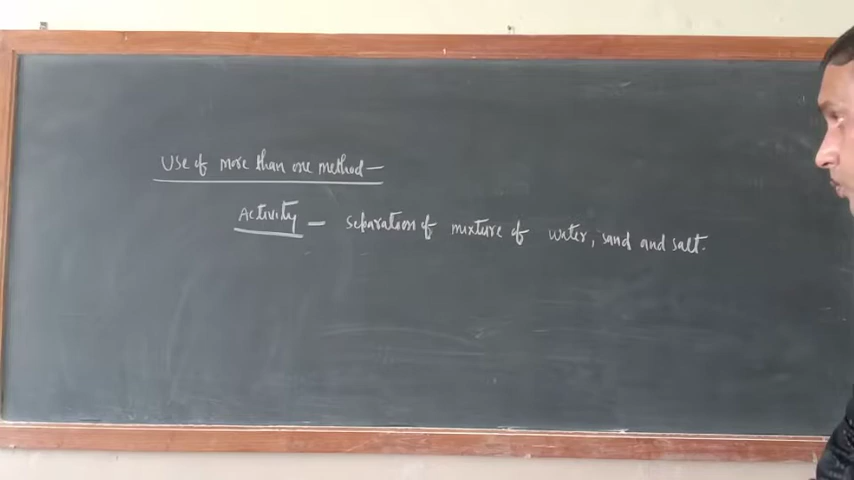 Use of more than one method -
Activity - separation of mixture of water, sand and salt.